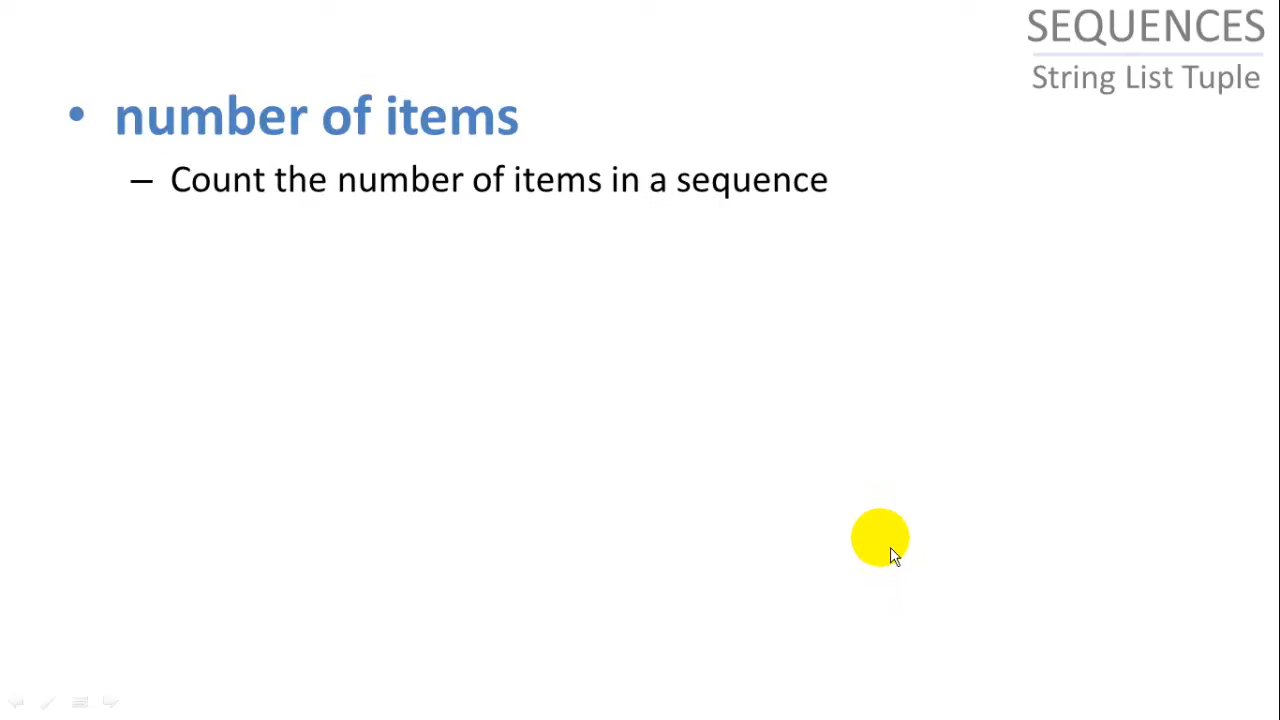 SEQUENCES
String List Tuple
• number of items
– Count the number of items in a sequence